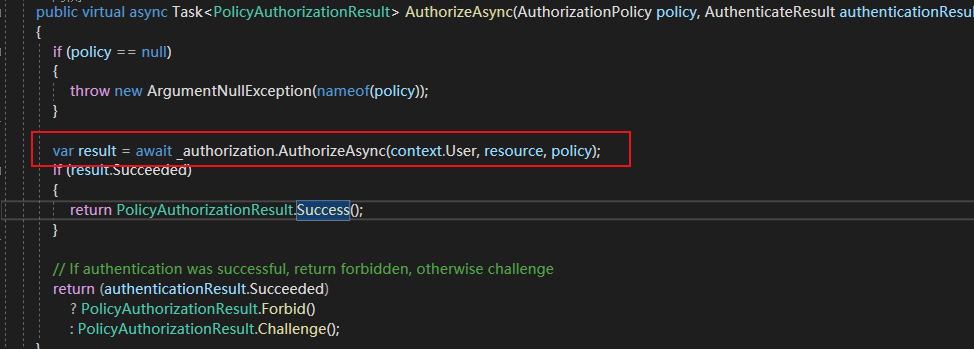 public virtual async Task<PolicyAuthorizationResult> AuthorizeAsync(AuthorizationPolicy policy, AuthenticateResult authenticationResul
{
if (policy == null)
{
throw new ArgumentNullException(nameof(policy));
}
var result = await _authorization.AuthorizeAsync(context.User, resource, policy);
if (result.Succeeded)
{
return PolicyAuthorizationResult.Success();
}
// If authentication was successful, return forbidden, otherwise challenge
return (authenticationResult.Succeeded)
? PolicyAuthorizationResult.Forbid()
: PolicyAuthorizationResult.Challenge();
}